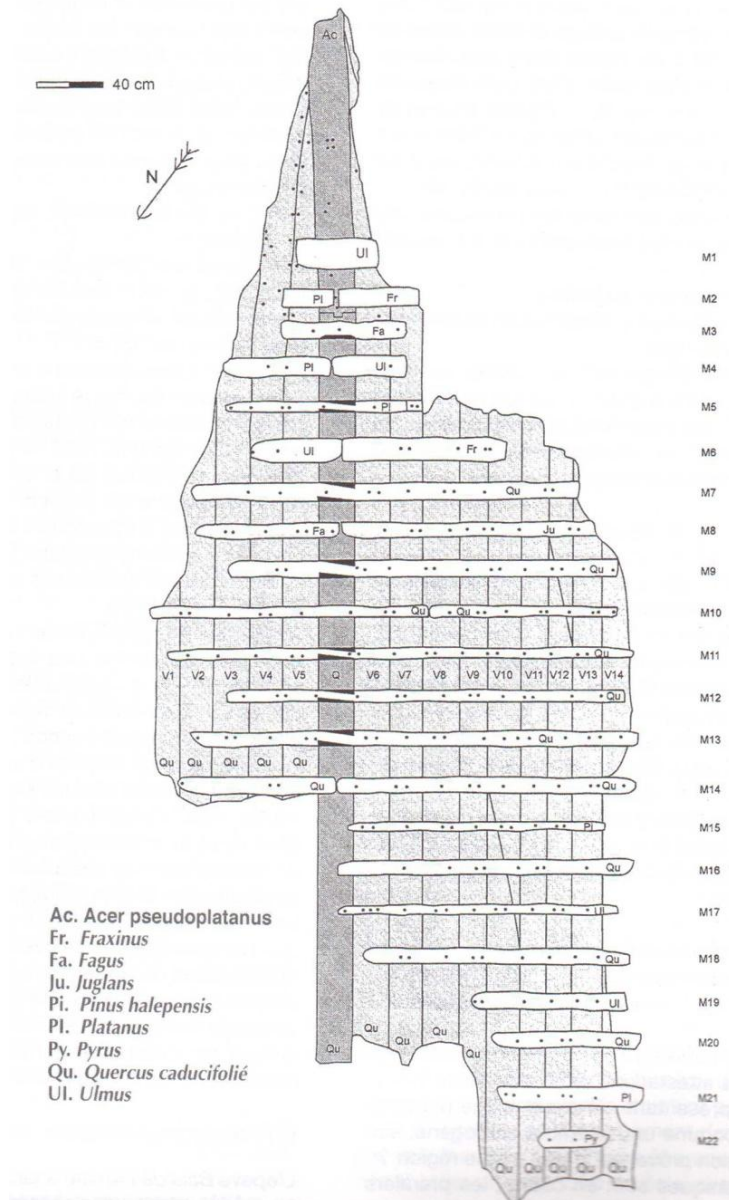 Ac
40 cm
N
Ul M1
Pl Fr M2
Fa M3
Pl Ul M4
Pl M5
Ul Fr M6
Qu M7
Fa Ju M8
Qu M9
Qu Qu M10
Qu M11
V1 V2 V3 V4 V5 Q V6 V7 V8 V9 V10 V11 V12 V13 V14
Qu M12
Qu M13
Qu Qu Qu Qu Qu
Qu Qu M14
Pi M15
Qu M16
Ul M17
Qu M18
Ul M19
Qu M20
Qu Qu Qu Qu Qu
Pl M21
Py M22
Qu Qu Qu Qu
Ac. Acer pseudoplatanus
Fr. Fraxinus
Fa. Fagus
Ju. Juglans
Pi. Pinus halepensis
Pl. Platanus
Py. Pyrus
Qu. Quercus caducifolié
Ul. Ulmus